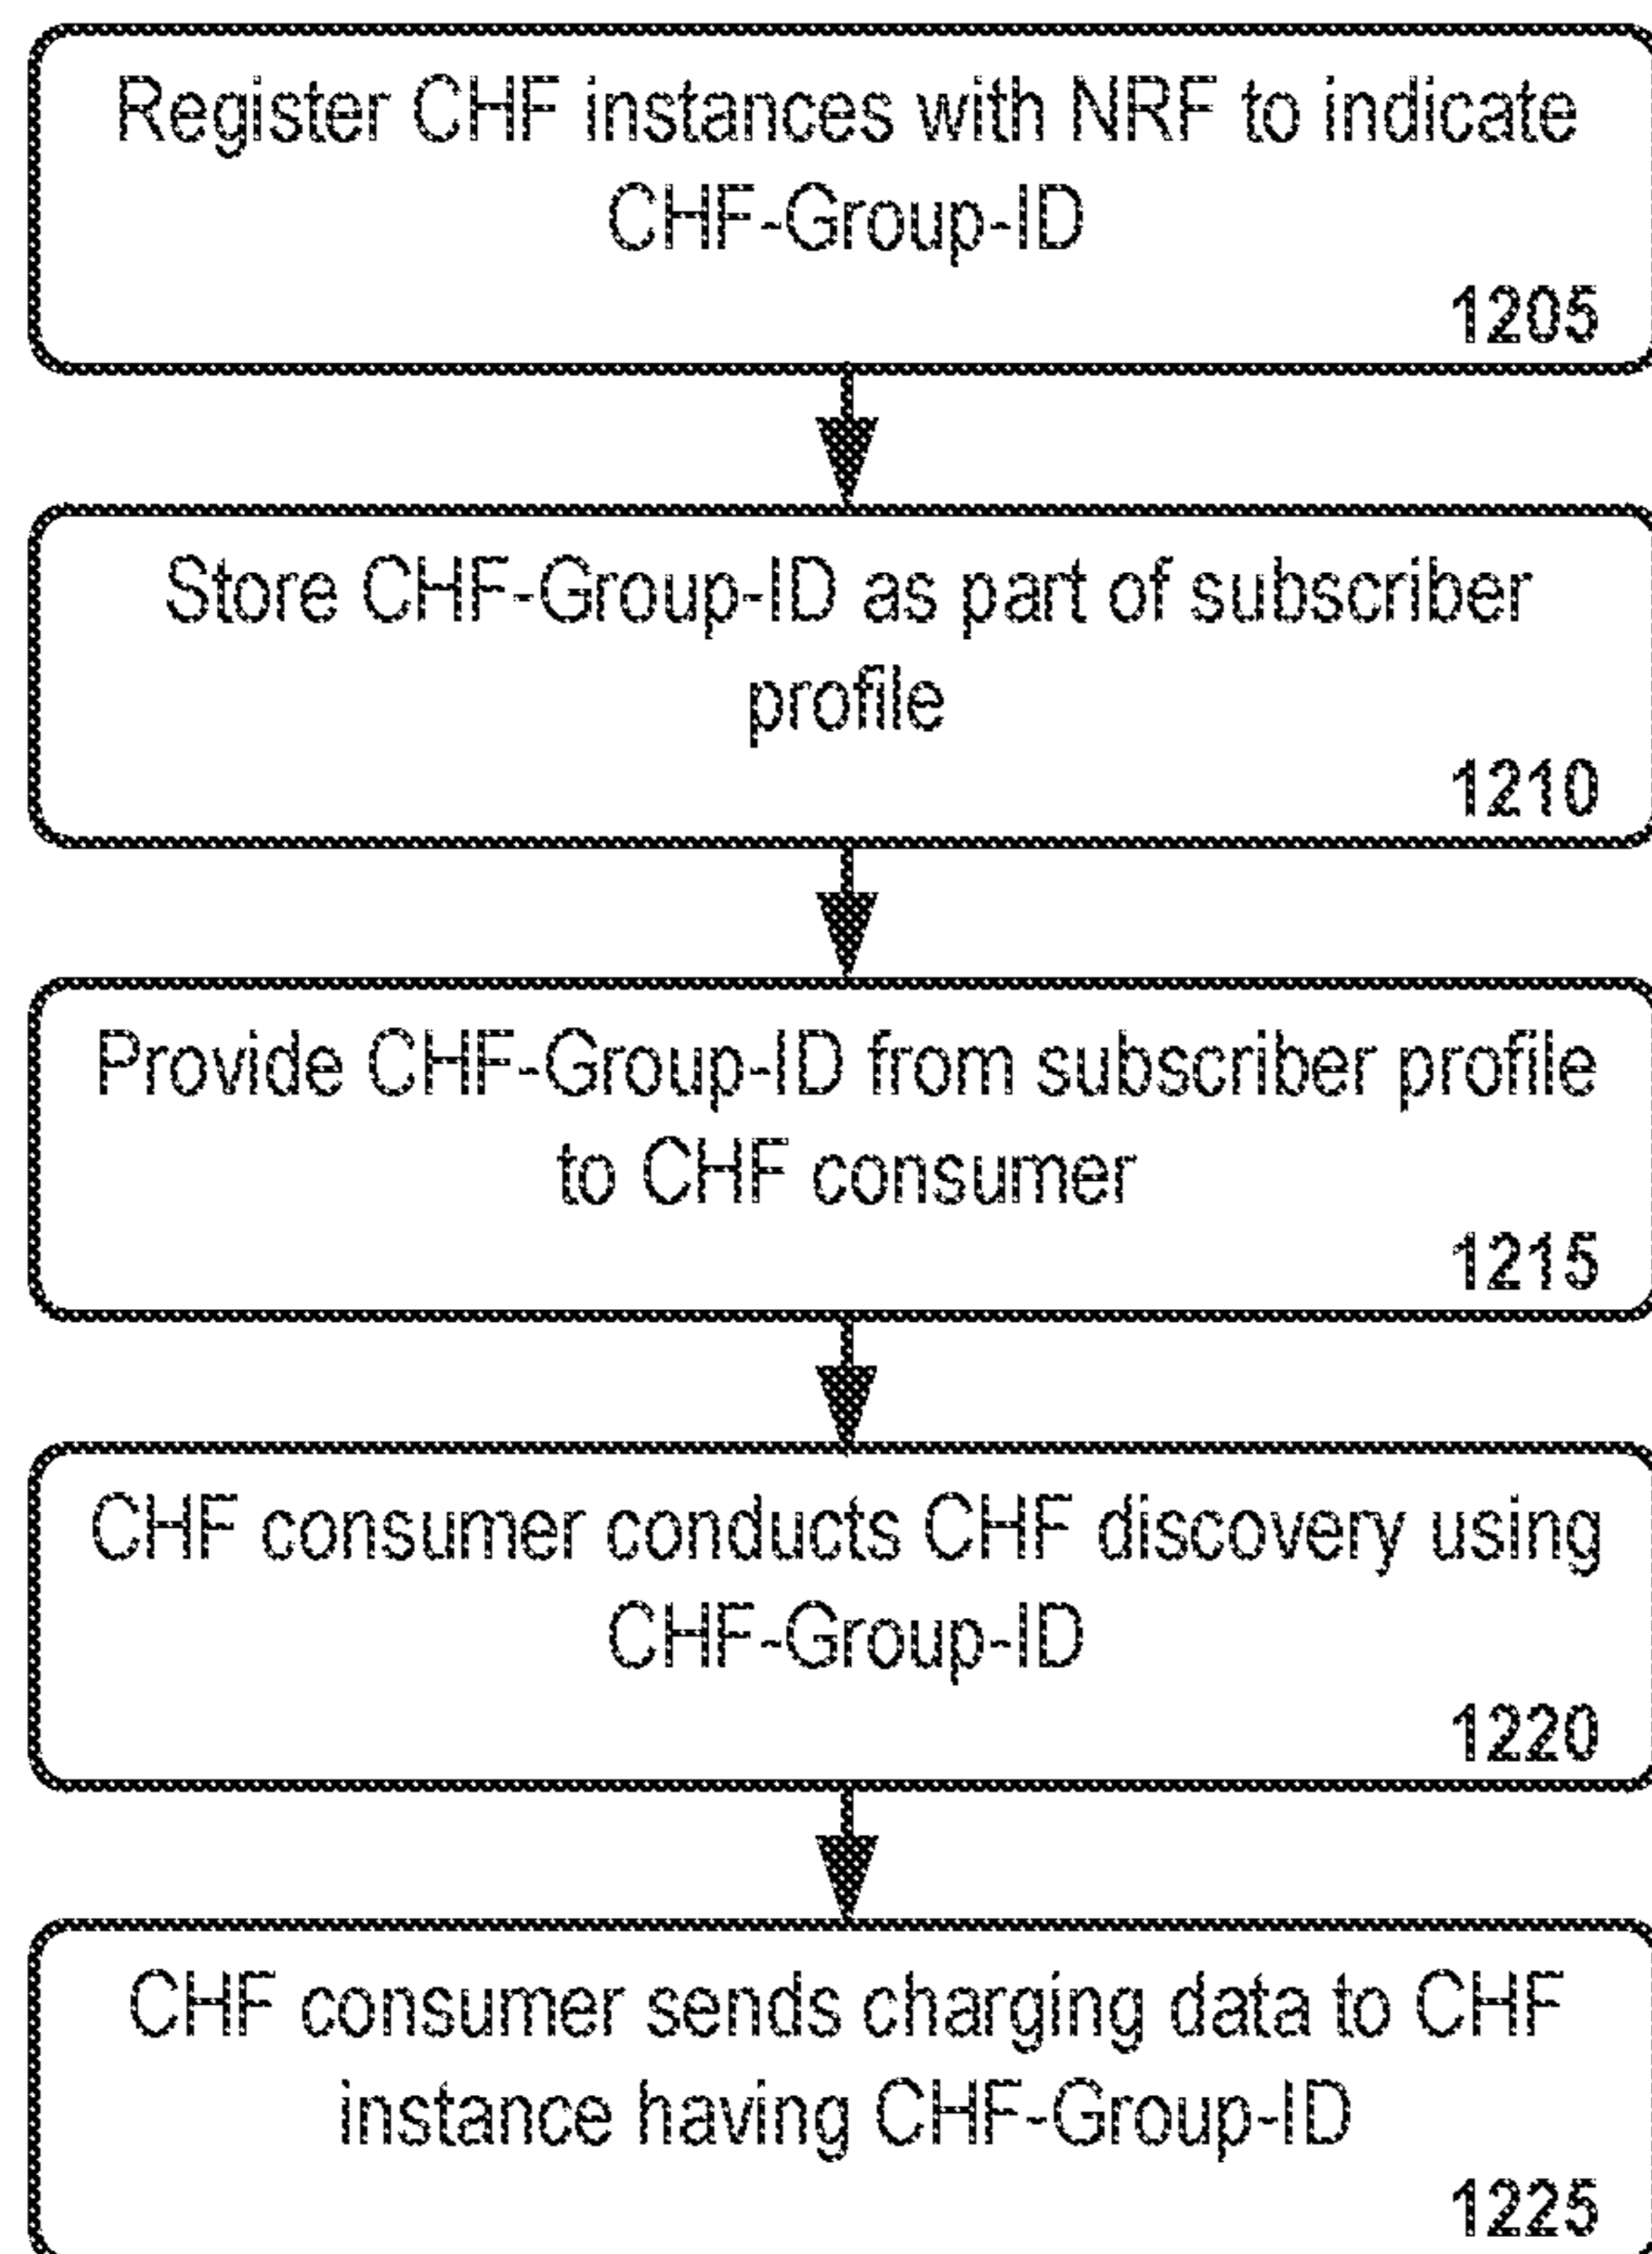 Register CHF instances with NRF to indicate
CHF-Group-ID
1205
Store CHF-Group-ID as part of subscriber
profile
1210
Provide CHF-Group-ID from subscriber profile
to CHF consumer
1215
CHF consumer conducts CHF discovery using
CHF-Group-ID
1220
CHF consumer sends charging data to CHF
instance having CHF-Group-ID
1225